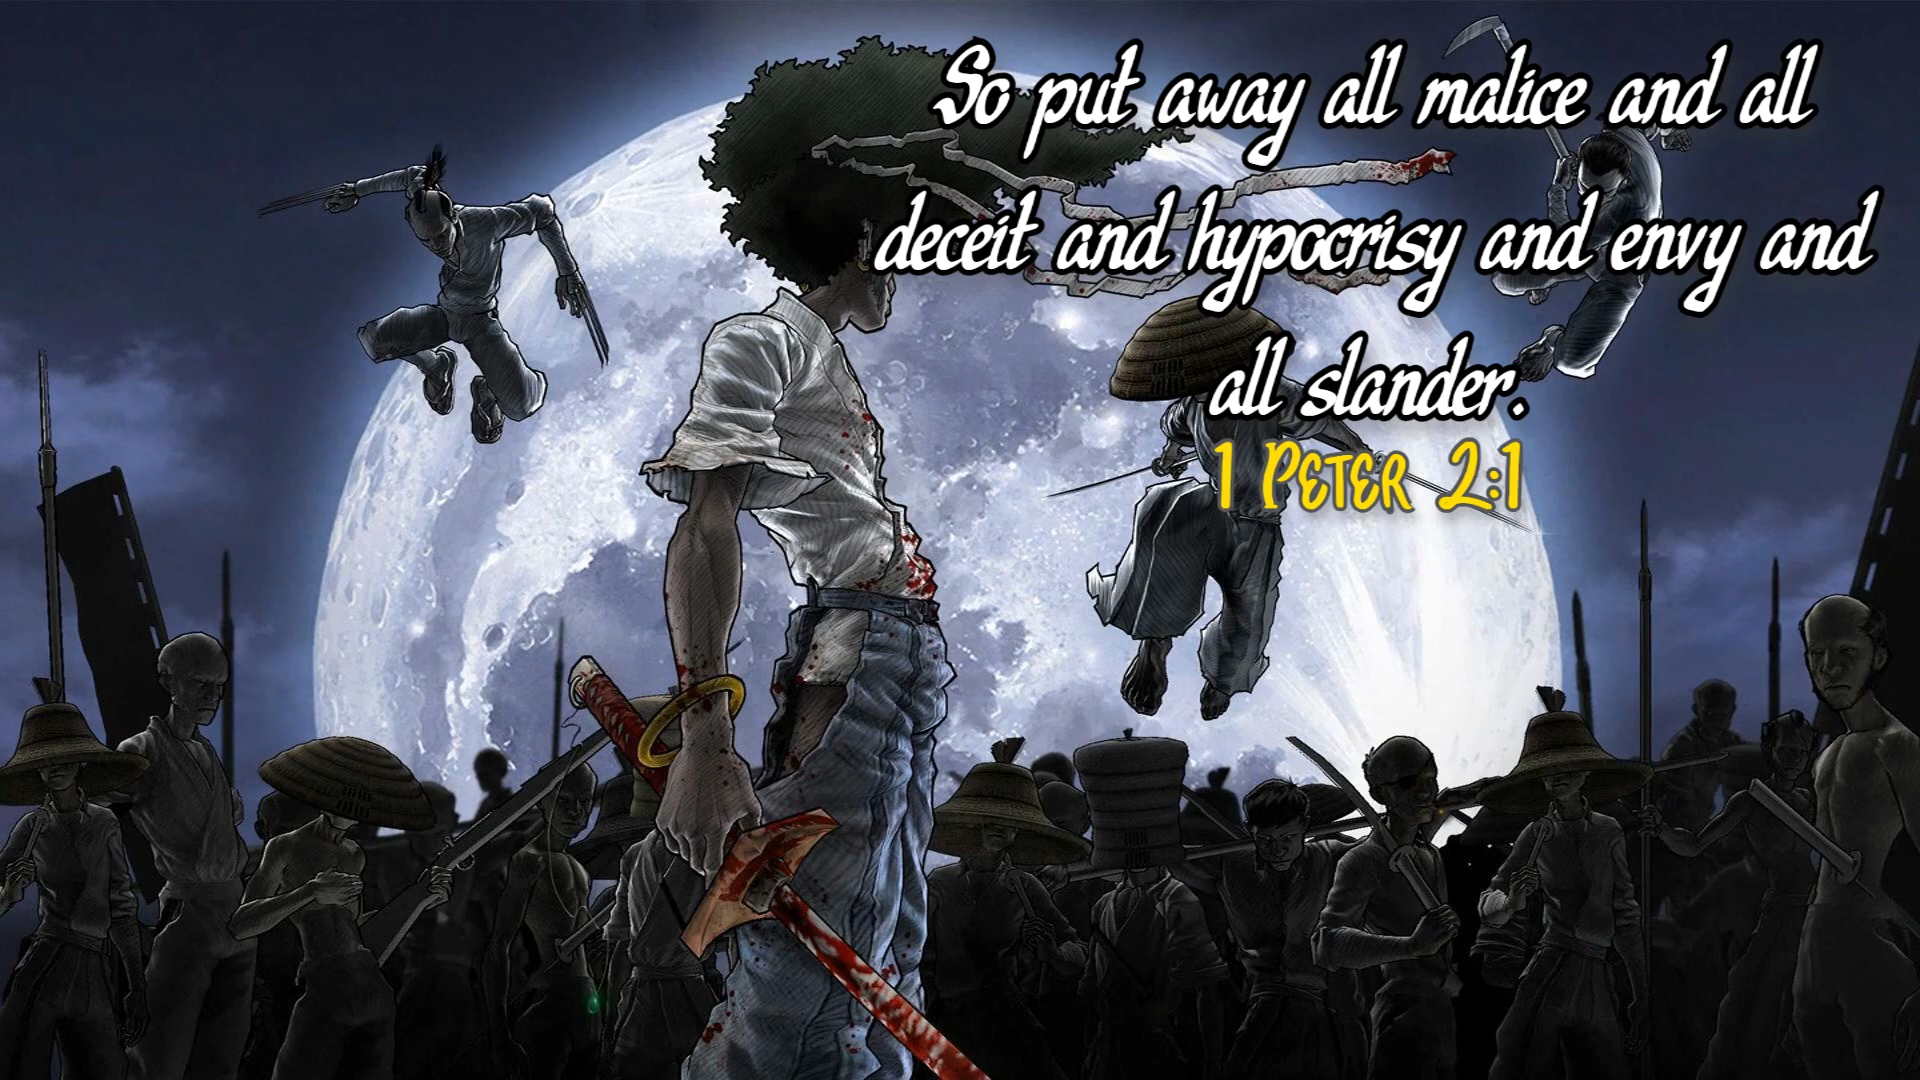 So put away all malice and all
deceit and hypocrisy and envy and
all slander.
1 Peter 2:1